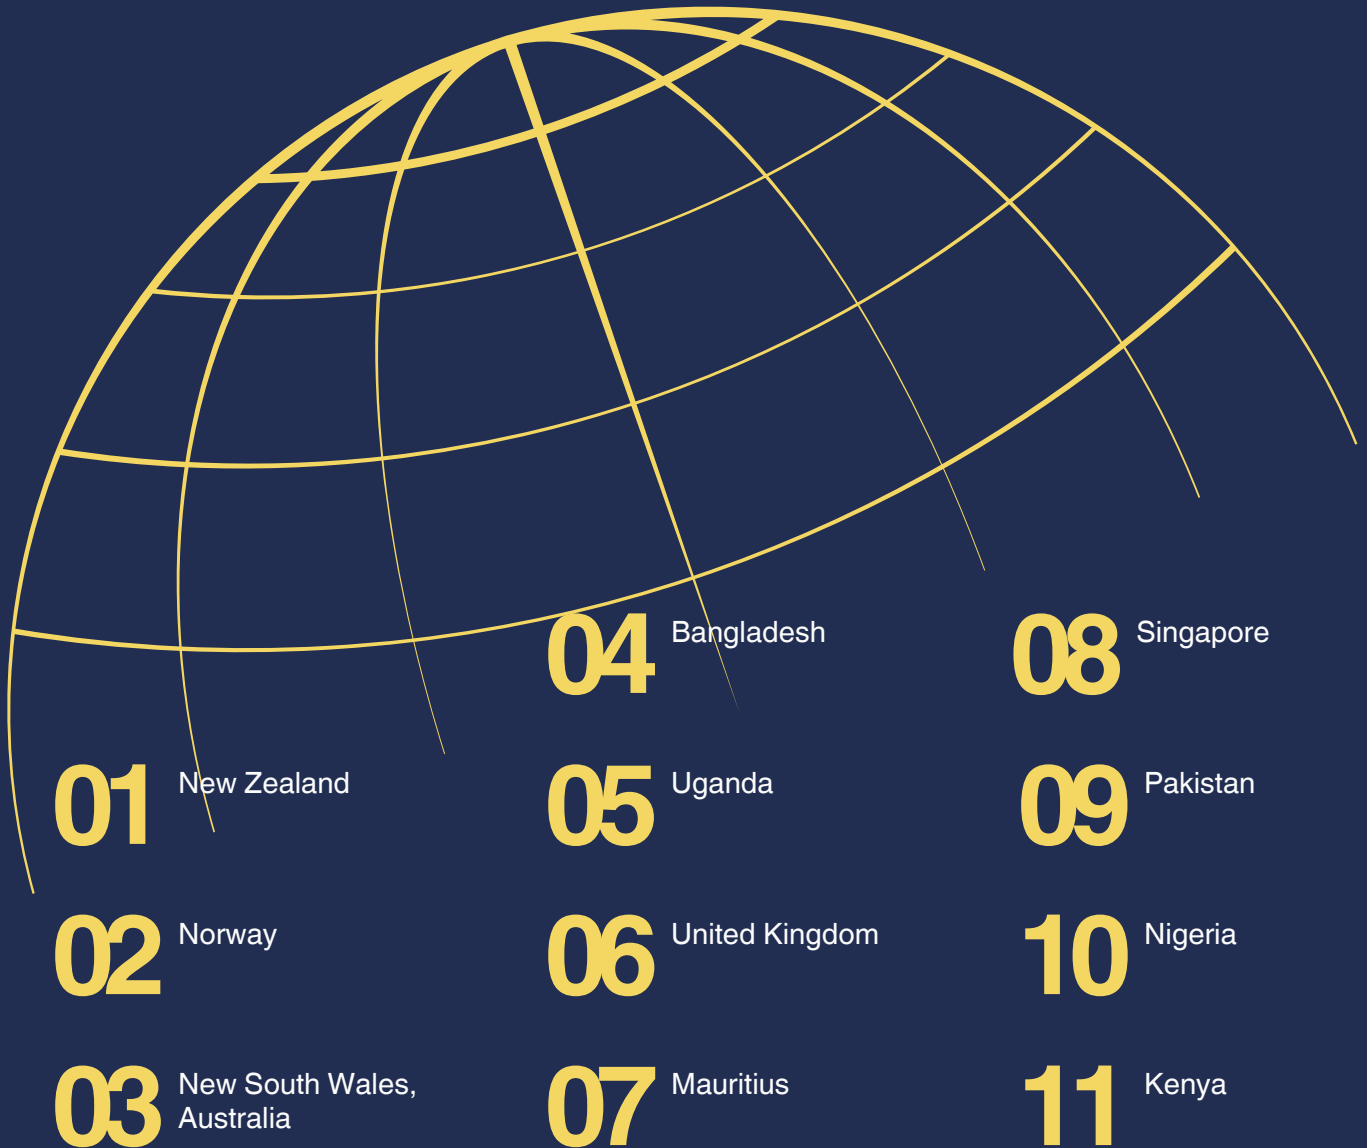 01 New Zealand
02 Norway
03 New South Wales,
Australia
04 Bangladesh
05 Uganda
06 United Kingdom
07 Mauritius
08 Singapore
09 Pakistan
10 Nigeria
11 Kenya